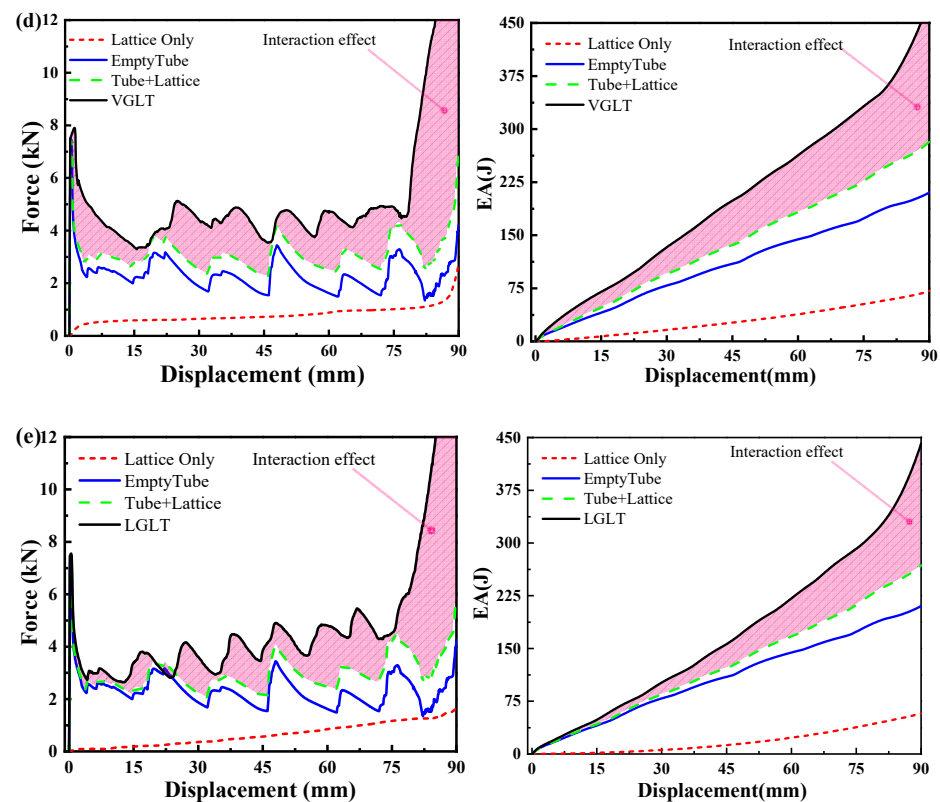 (d)
12
10
8
6
4
2
0
Force (kN)
Lattice Only
EmptyTube
Tube+Lattice
VGLT
Interaction effect
0 15 30 45 60 75 90
Displacement (mm)
450
375
300
225
150
75
0
EA(J)
Lattice Only
EmptyTube
Tube+Lattice
VGLT
Interaction effect
0 15 30 45 60 75 90
Displacement(mm)
(e)
12
10
8
6
4
2
0
Force (kN)
Lattice Only
EmptyTube
Tube+Lattice
LGLT
Interaction effect
0 15 30 45 60 75 90
Displacement (mm)
450
375
300
225
150
75
0
EA(J)
Lattice Only
EmptyTube
Tube+Lattice
LGLT
Interaction effect
0 15 30 45 60 75 90
Displacement(mm)